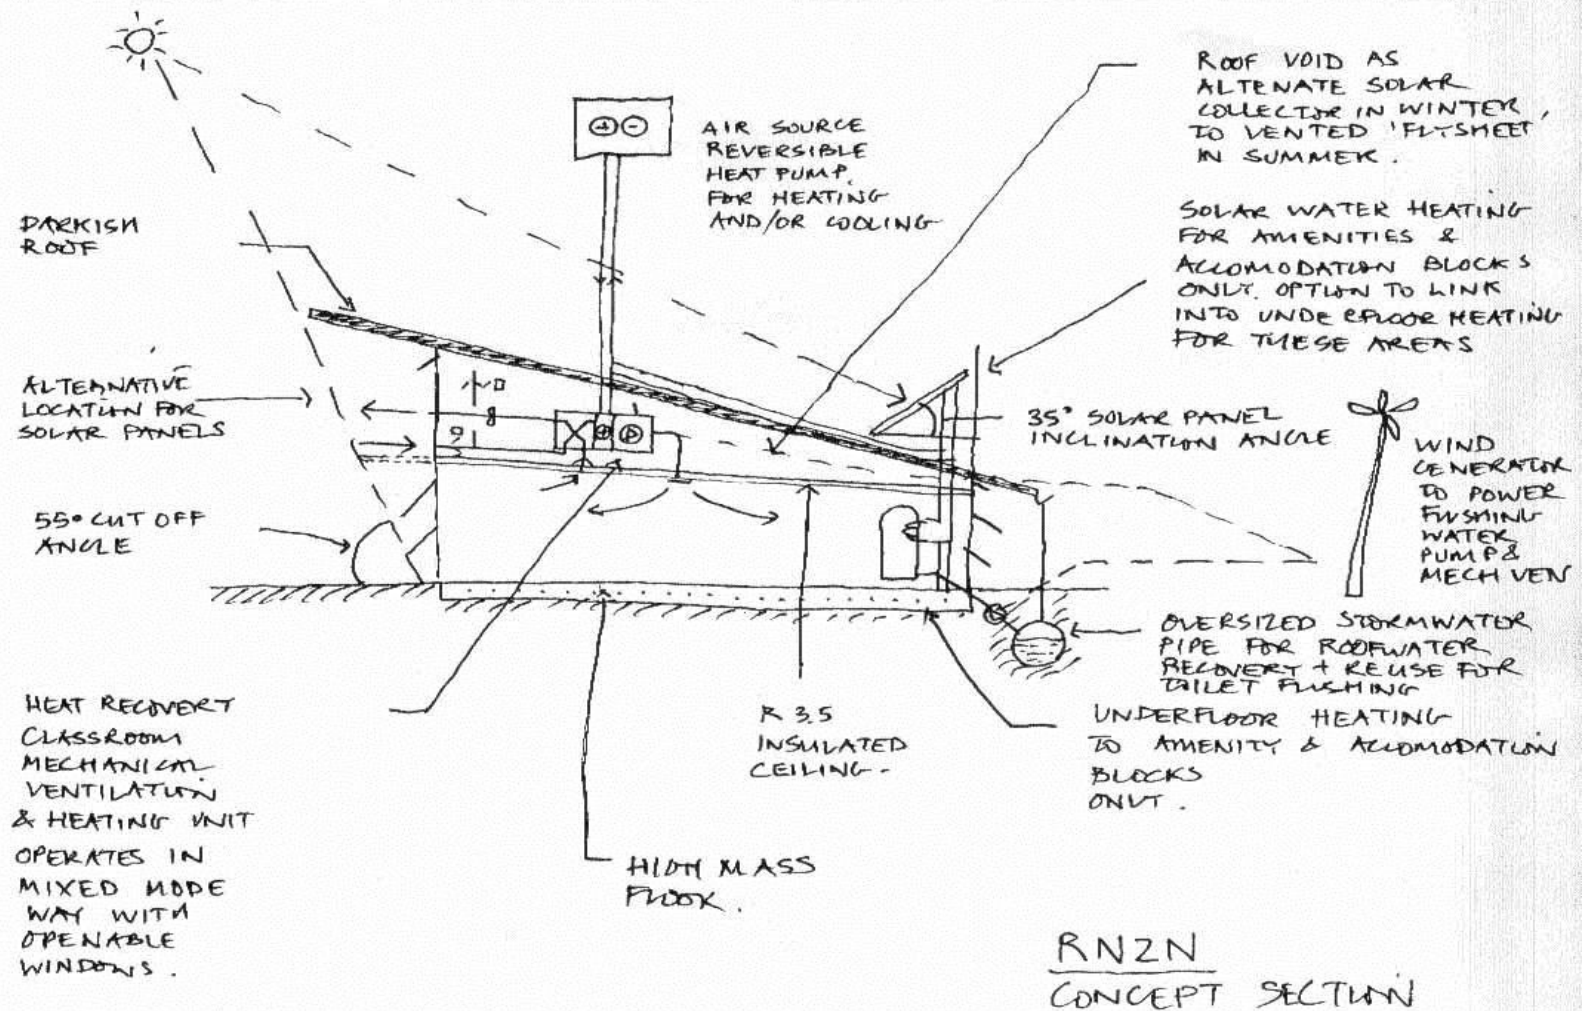 ROOF VOID AS
ALTENATE SOLAR
COLLECTOR IN WINTER,
TO VENTED 'FLYSHEET'
IN SUMMER.
AIR SOURCE
REVERSIBLE
HEAT PUMP,
FOR HEATING
AND/OR COOLING
DARKISH
ROOF
SOLAR WATER HEATING
FOR AMENITIES &
ACCOMODATION BLOCKS
ONLY. OPTION TO LINK
INTO UNDERFLOOR HEATING
FOR THESE AREAS
ALTERNATIVE
LOCATION FOR
SOLAR PANELS
35° SOLAR PANEL
INCLINATION ANGLE
WIND
GENERATOR
TO POWER
FLUSHING
WATER
PUMP &
MECH VEN
55° CUT OFF
ANGLE
OVERSIZED STORMWATER
PIPE FOR ROOFWATER
RECOVERY + REUSE FOR
TOILET FLUSHING
HEAT RECOVERY
CLASSROOM
MECHANICAL
VENTILATION
& HEATING UNIT
OPERATES IN
MIXED MODE
WAY WITH
OPENABLE
WINDOWS.
R 3.5
INSULATED
CEILING.
UNDERFLOOR HEATING
TO AMENITY & ACCOMODATION
BLOCKS
ONLY.
HIGH MASS
FLOOR.
RNZN
CONCEPT SECTION